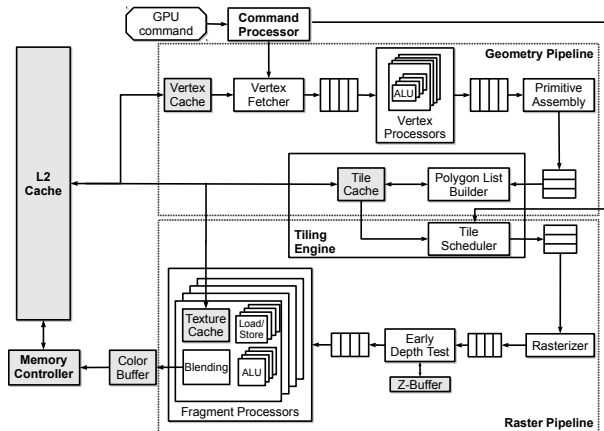 GPU
command
Command
Processor
Geometry Pipeline
Vertex
Cache
Vertex
Fetcher
ALU
Vertex
Processors
Primitive
Assembly
L2
Cache
Tile
Cache
Polygon List
Builder
Tiling
Engine
Tile
Scheduler
Texture
Cache
Load/
Store
Blending
ALU
Fragment Processors
Early
Depth Test
Z-Buffer
Rasterizer
Memory
Controller
Color
Buffer
Raster Pipeline